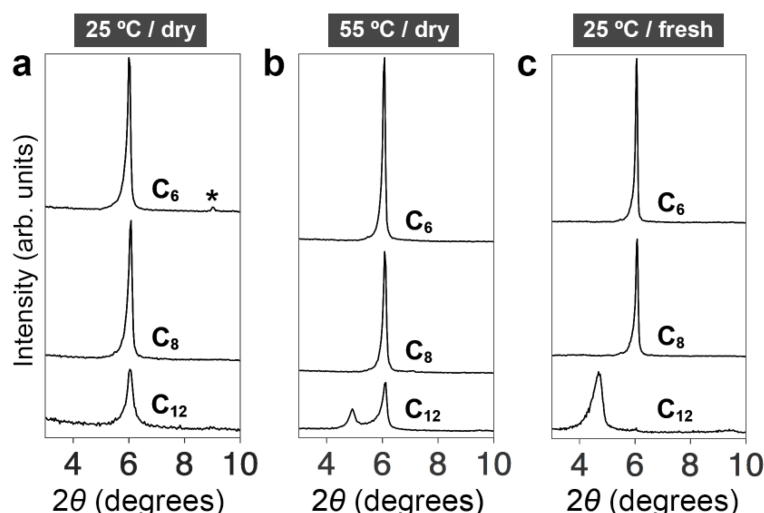 25 ºC / dry
55 ºC / dry
25 ºC / fresh
a
b
c
Intensity (arb. units)
C₆
*
C₈
C₁₂
C₆
C₈
C₁₂
C₆
C₈
C₁₂
4 6 8 10
4 6 8 10
4 6 8 10
2θ (degrees)
2θ (degrees)
2θ (degrees)